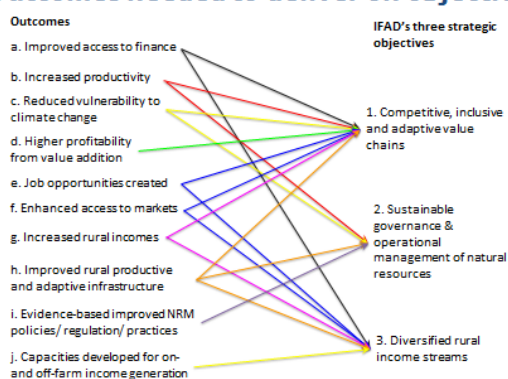 Outcomes
IFAD's three strategic
objectives
a. Improved access to finance
b. Increased productivity
c. Reduced vulnerability to
climate change
d. Higher profitability
from value addition
e. Job opportunities created
f. Enhanced access to markets
g. Increased rural incomes
h. Improved rural productive
and adaptive infrastructure
i. Evidence-based improved NRM
policies/ regulation/ practices
j. Capacities developed for on-
and off-farm income generation
1. Competitive, inclusive
and adaptive value
chains
2. Sustainable
governance &
operational
management of natural
resources
3. Diversified rural
income streams